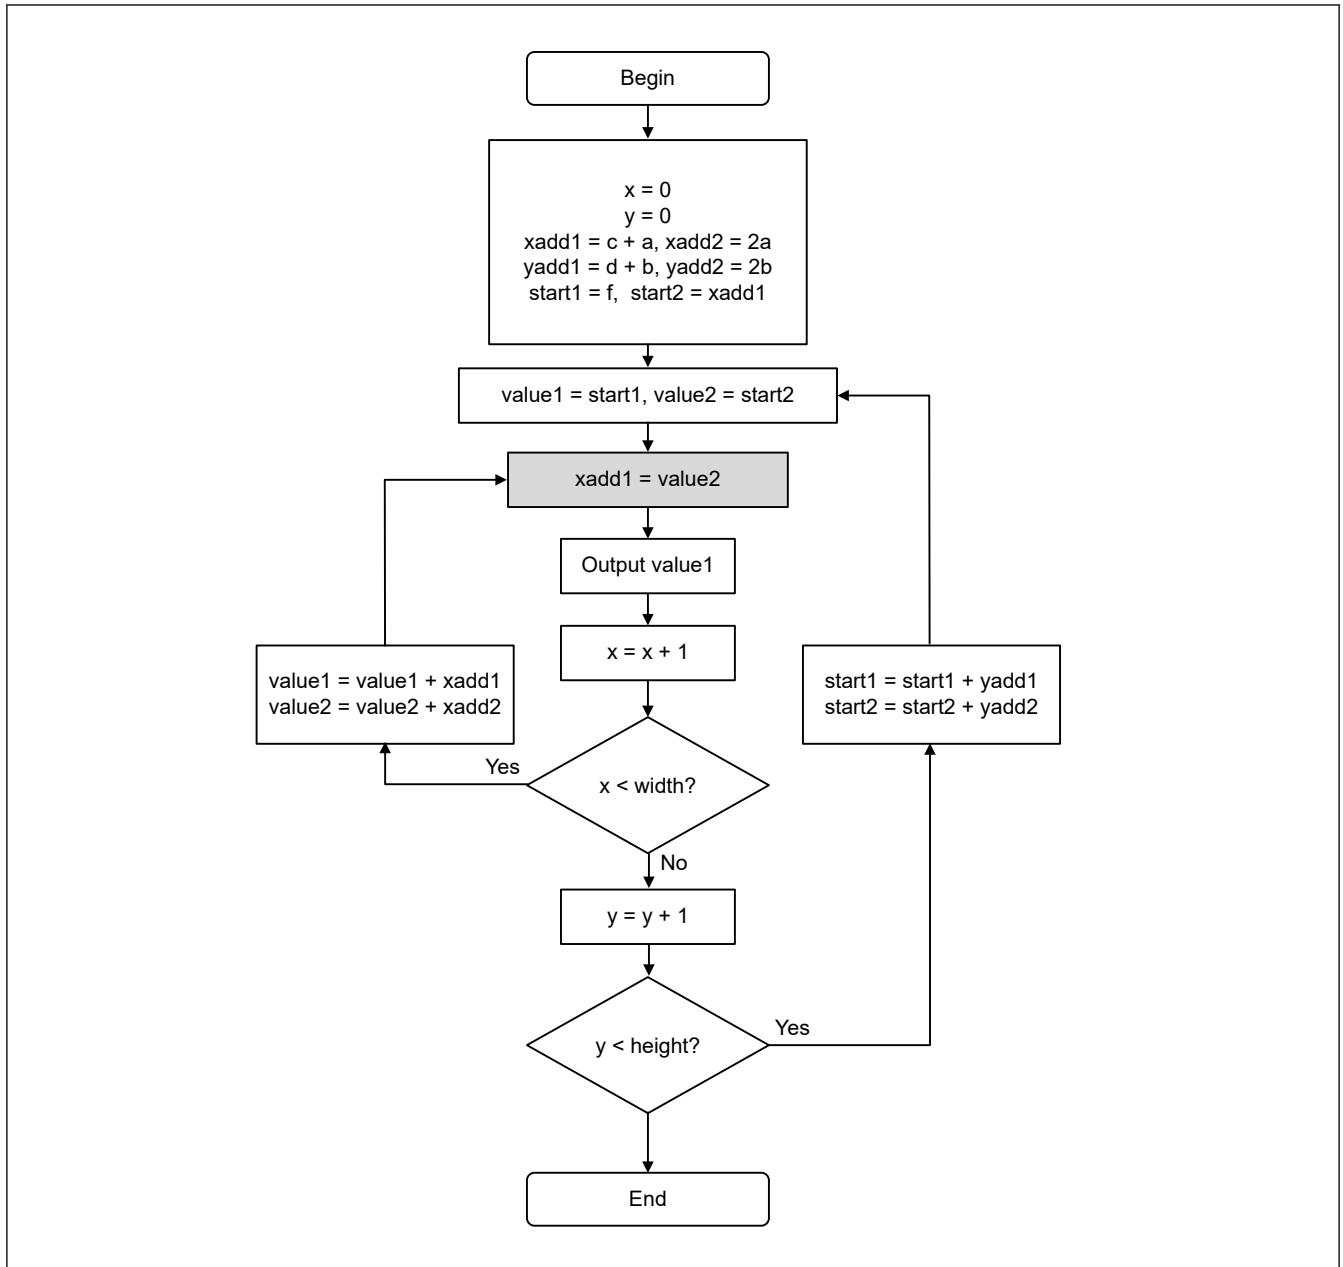 Begin
x = 0
y = 0
xadd1 = c + a, xadd2 = 2a
yadd1 = d + b, yadd2 = 2b
start1 = f,  start2 = xadd1
value1 = start1, value2 = start2
xadd1 = value2
Output value1
x = x + 1
value1 = value1 + xadd1
value2 = value2 + xadd2
start1 = start1 + yadd1
start2 = start2 + yadd2
Yes
x < width?
No
y = y + 1
Yes
y < height?
End